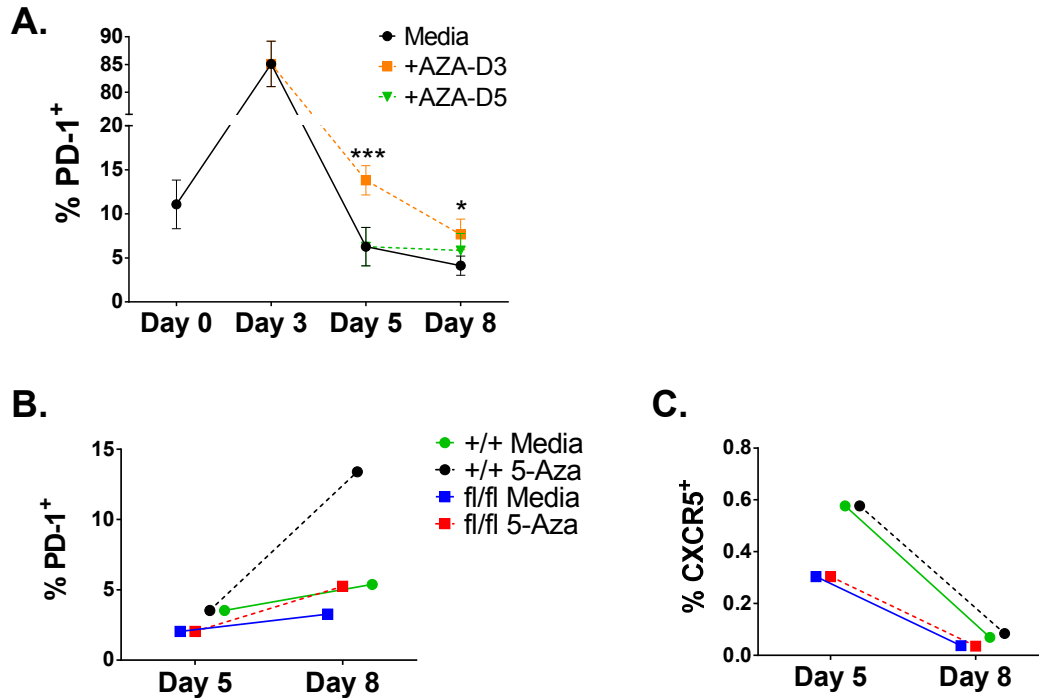 A.
% PD-1+
90
85
80
20
15
10
5
0
Media
+AZA-D3
+AZA-D5
***
*
Day 0 Day 3 Day 5 Day 8
B.
% PD-1+
15
10
5
0
Day 5 Day 8
+/+ Media
+/+ 5-Aza
fl/fl Media
fl/fl 5-Aza
C.
% CXCR5+
0.8
0.6
0.4
0.2
0.0
Day 5 Day 8